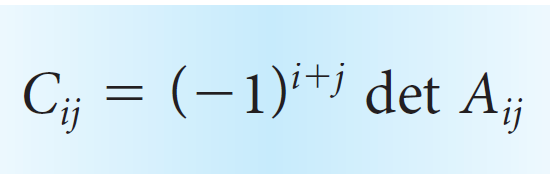 C_{ij} = (−1)^{i+j} det A_{ij}